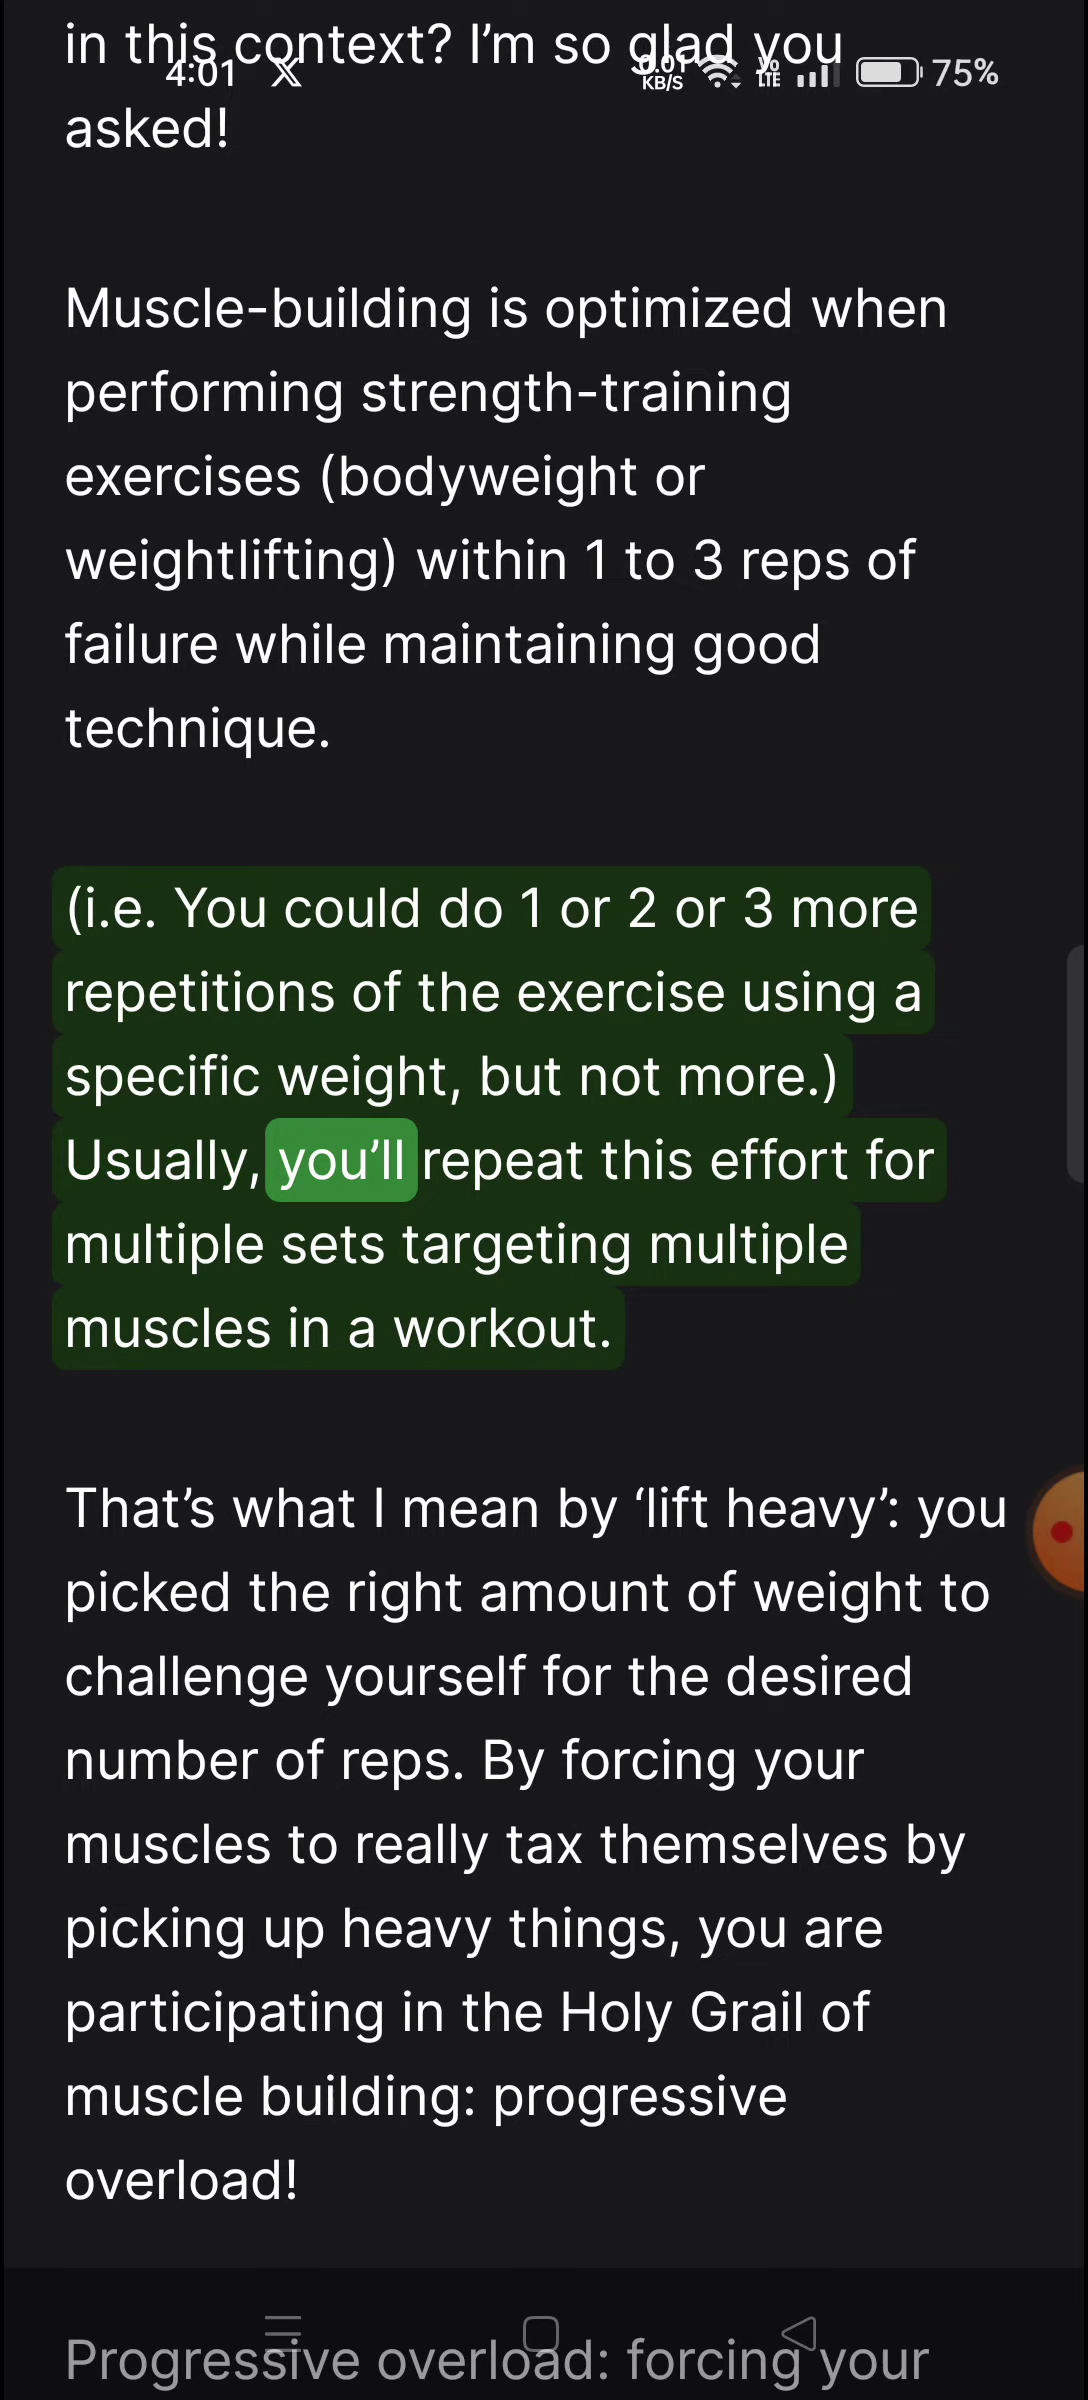 in this context? I’m so glad you
4:01 X 0.01 KB/S Vo LTE 75%
asked!
Muscle-building is optimized when
performing strength-training
exercises (bodyweight or
weightlifting) within 1 to 3 reps of
failure while maintaining good
technique.
(i.e. You could do 1 or 2 or 3 more
repetitions of the exercise using a
specific weight, but not more.)
Usually, you’ll repeat this effort for
multiple sets targeting multiple
muscles in a workout.
That’s what I mean by ‘lift heavy’: you
picked the right amount of weight to
challenge yourself for the desired
number of reps. By forcing your
muscles to really tax themselves by
picking up heavy things, you are
participating in the Holy Grail of
muscle building: progressive
overload!
Progressive overload: forcing your